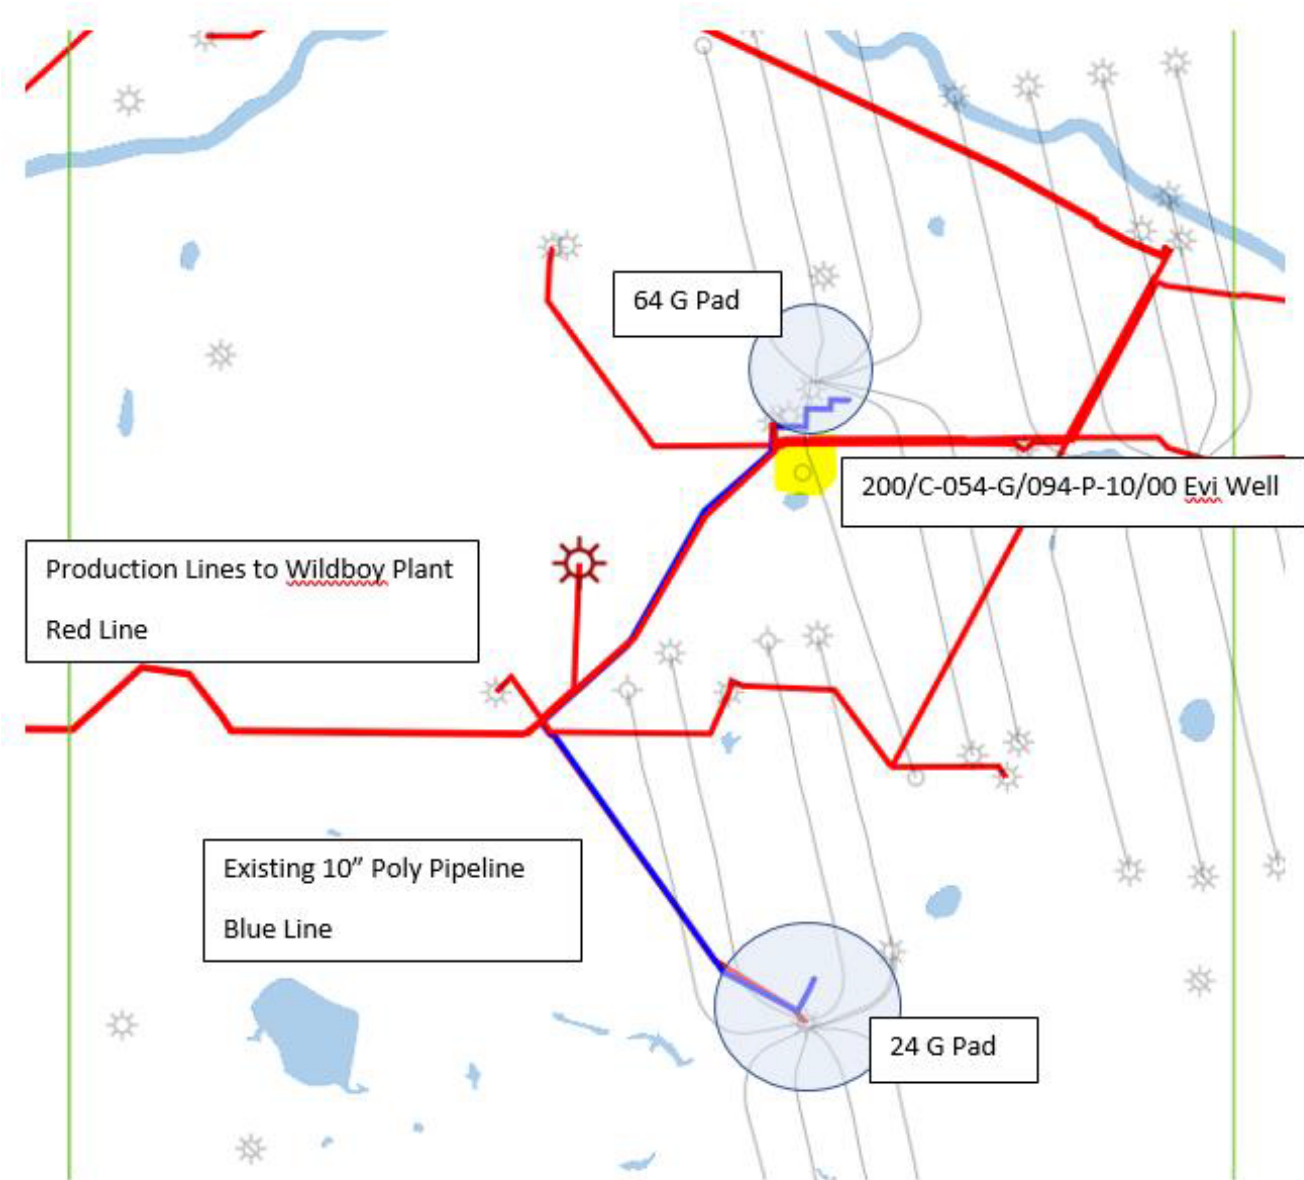 64 G Pad
200/C-054-G/094-P-10/00 Evi Well
Production Lines to Wildboy Plant
Red Line
Existing 10” Poly Pipeline
Blue Line
24 G Pad